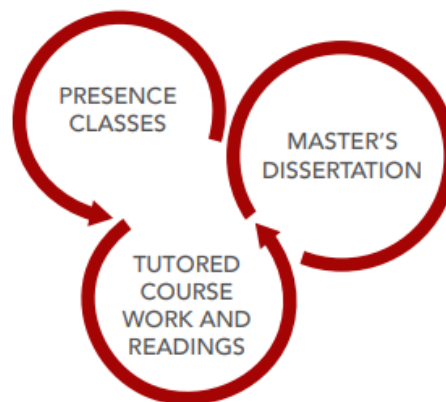 PRESENCE
CLASSES
MASTER'S
DISSERTATION
TUTORED
COURSE
WORK AND
READINGS